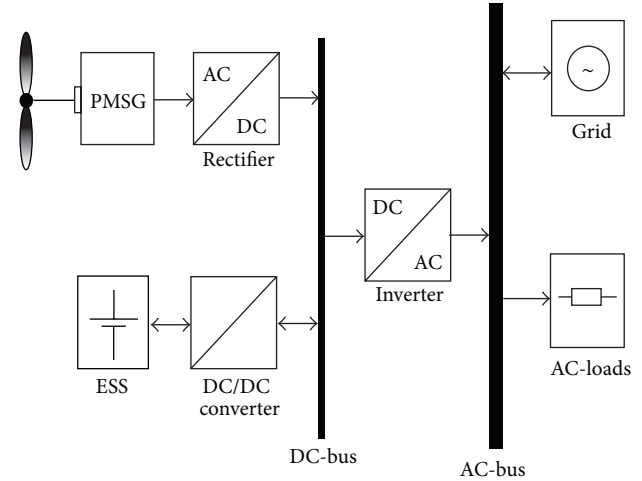 PMSG
AC
DC
Rectifier
DC
AC
Inverter
~
Grid
ESS
DC/DC
converter
AC-loads
DC-bus
AC-bus